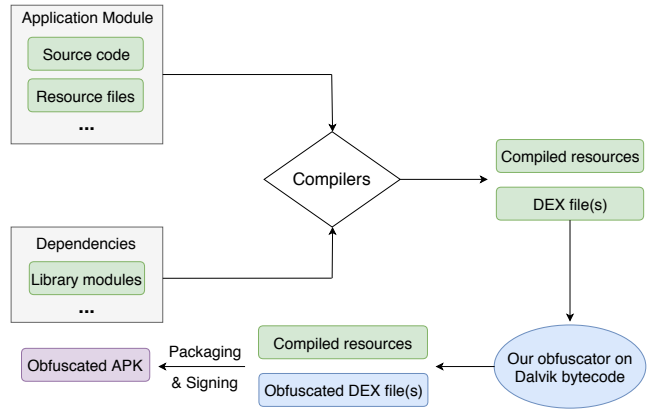 Application Module
Source code
Resource files
...
Compilers
Compiled resources
DEX file(s)
Dependencies
Library modules
...
Our obfuscator on
Dalvik bytecode
Compiled resources
Obfuscated DEX file(s)
Packaging
& Signing
Obfuscated APK